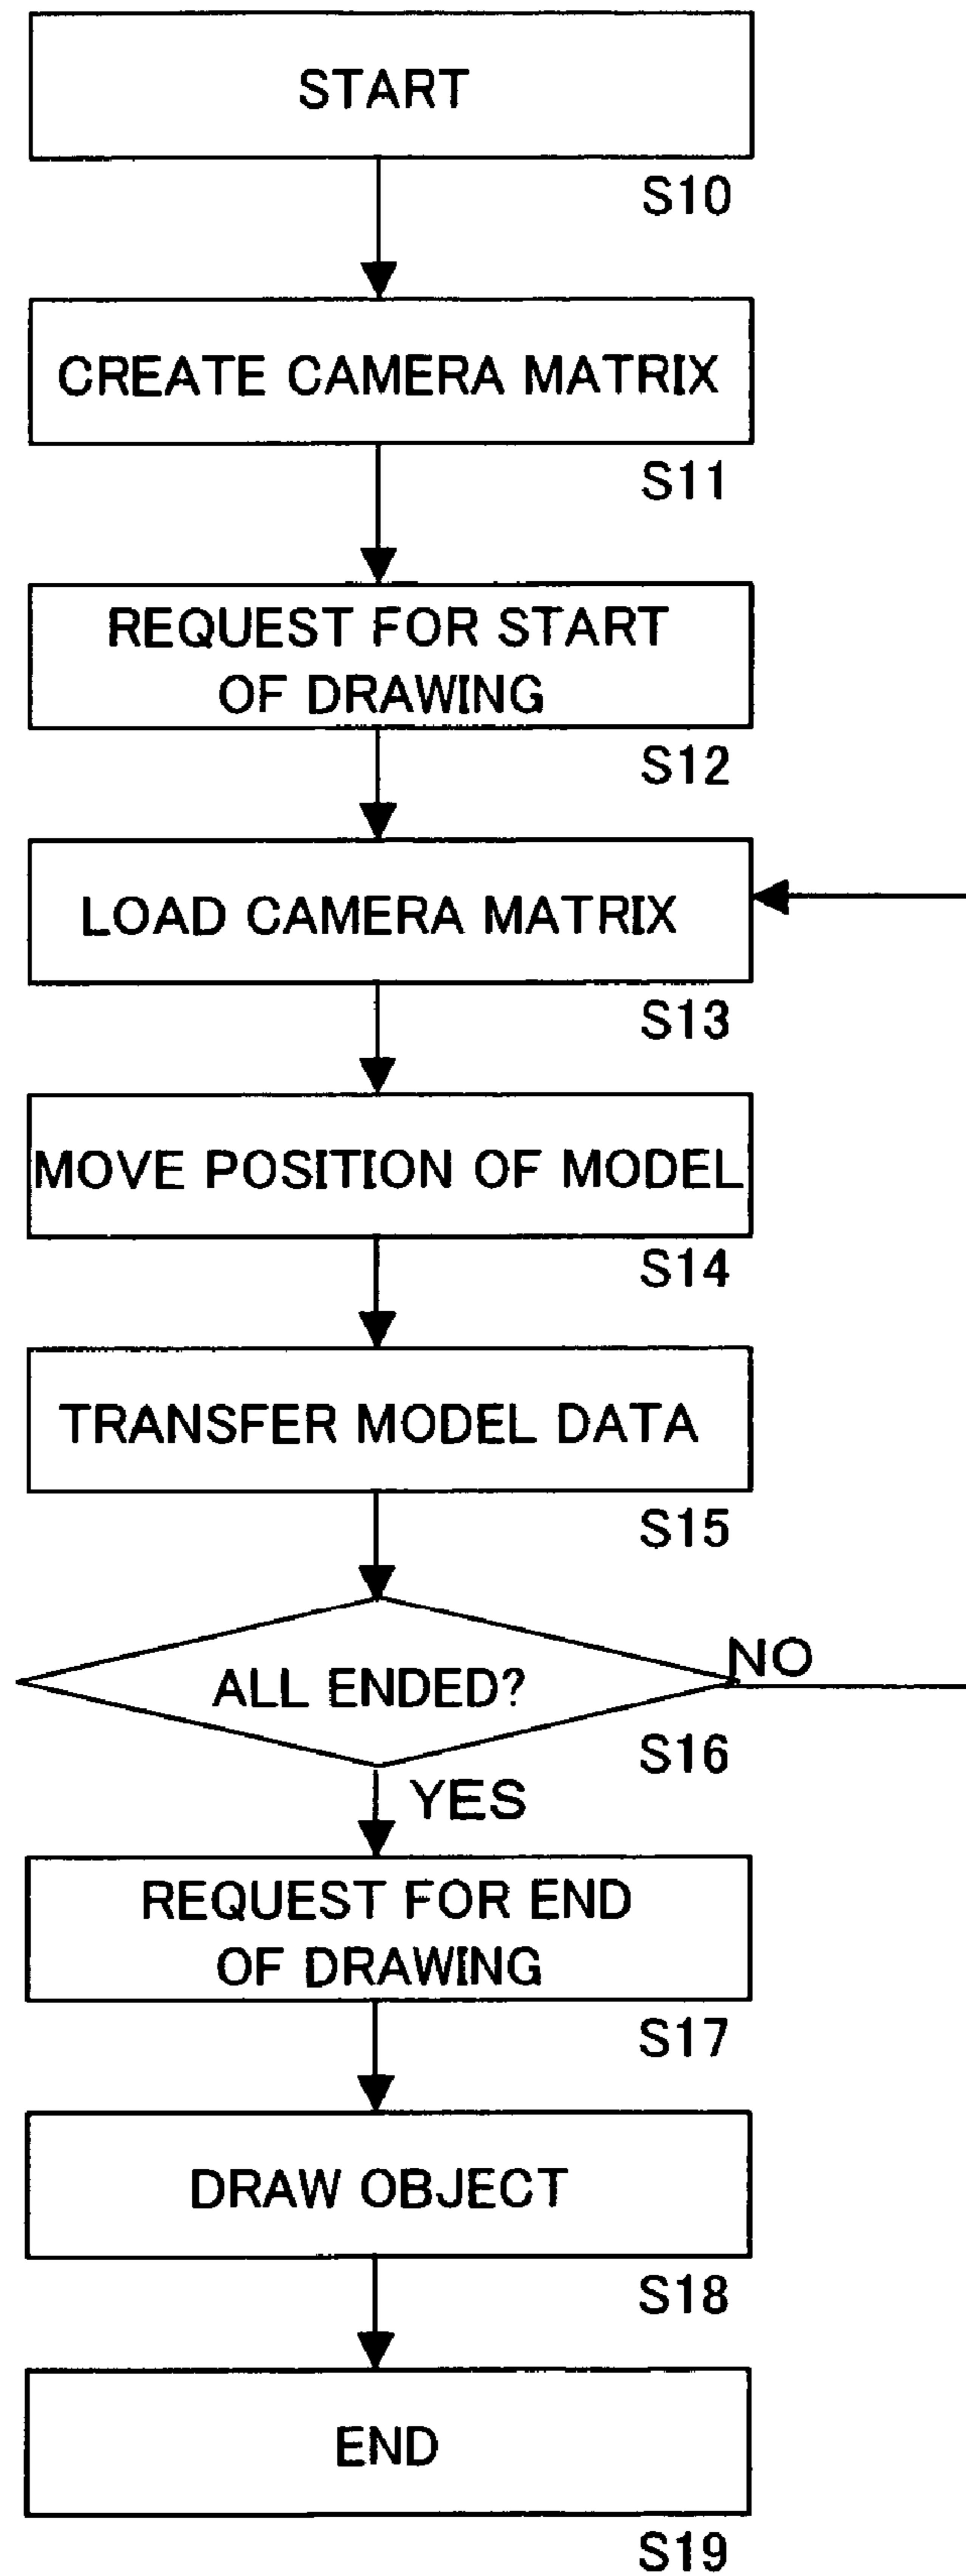 START
S10
CREATE CAMERA MATRIX
S11
REQUEST FOR START
OF DRAWING
S12
LOAD CAMERA MATRIX
S13
MOVE POSITION OF MODEL
S14
TRANSFER MODEL DATA
S15
ALL ENDED?
NO
S16
YES
REQUEST FOR END
OF DRAWING
S17
DRAW OBJECT
S18
END
S19